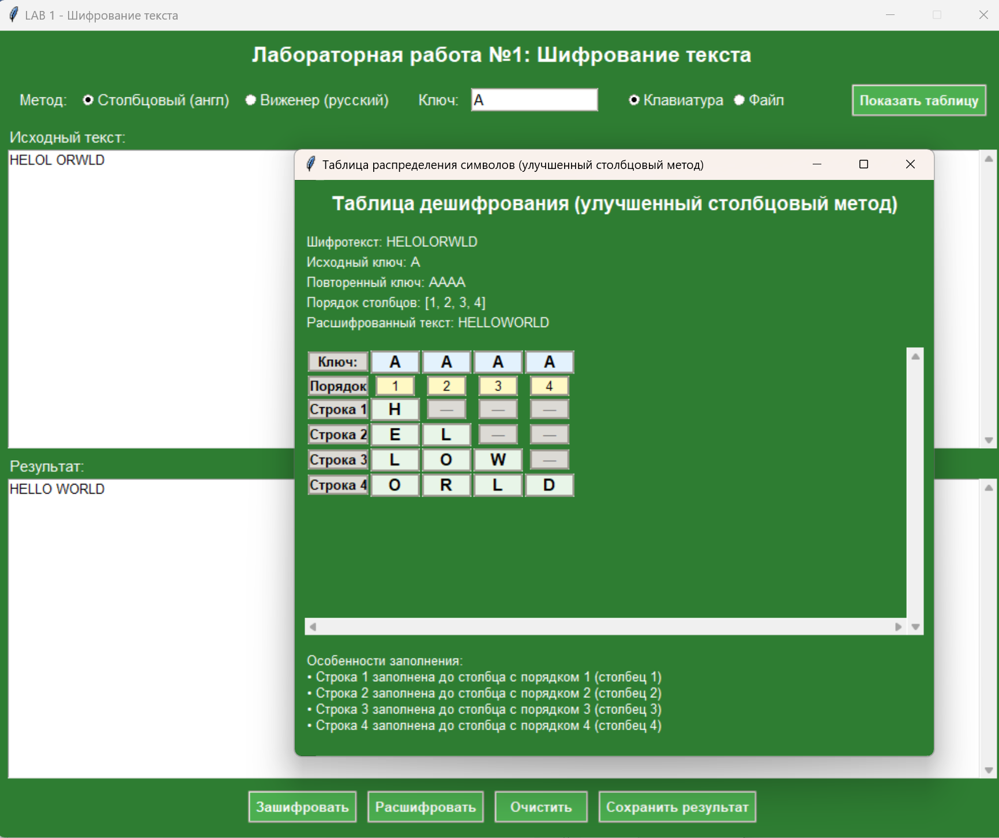 LAB 1 - Шифрование текста
Лабораторная работа №1: Шифрование текста
Метод: Столбцовый (англ) Виженер (русский) Ключ: A Клавиатура Файл Показать таблицу
Исходный текст:
HELOL ORWLD
Таблица распределения символов (улучшенный столбцовый метод)
Таблица дешифрования (улучшенный столбцовый метод)
Шифротекст: HELOLORWLD
Исходный ключ: A
Повторенный ключ: AAAA
Порядок столбцов: [1, 2, 3, 4]
Расшифрованный текст: HELLOWORLD
Ключ: A A A A
Порядок 1 2 3 4
Строка 1 H — — —
Строка 2 E L — —
Строка 3 L O W —
Строка 4 O R L D
Особенности заполнения:
• Строка 1 заполнена до столбца с порядком 1 (столбец 1)
• Строка 2 заполнена до столбца с порядком 2 (столбец 2)
• Строка 3 заполнена до столбца с порядком 3 (столбец 3)
• Строка 4 заполнена до столбца с порядком 4 (столбец 4)
Результат:
HELLO WORLD
Зашифровать Расшифровать Очистить Сохранить результат